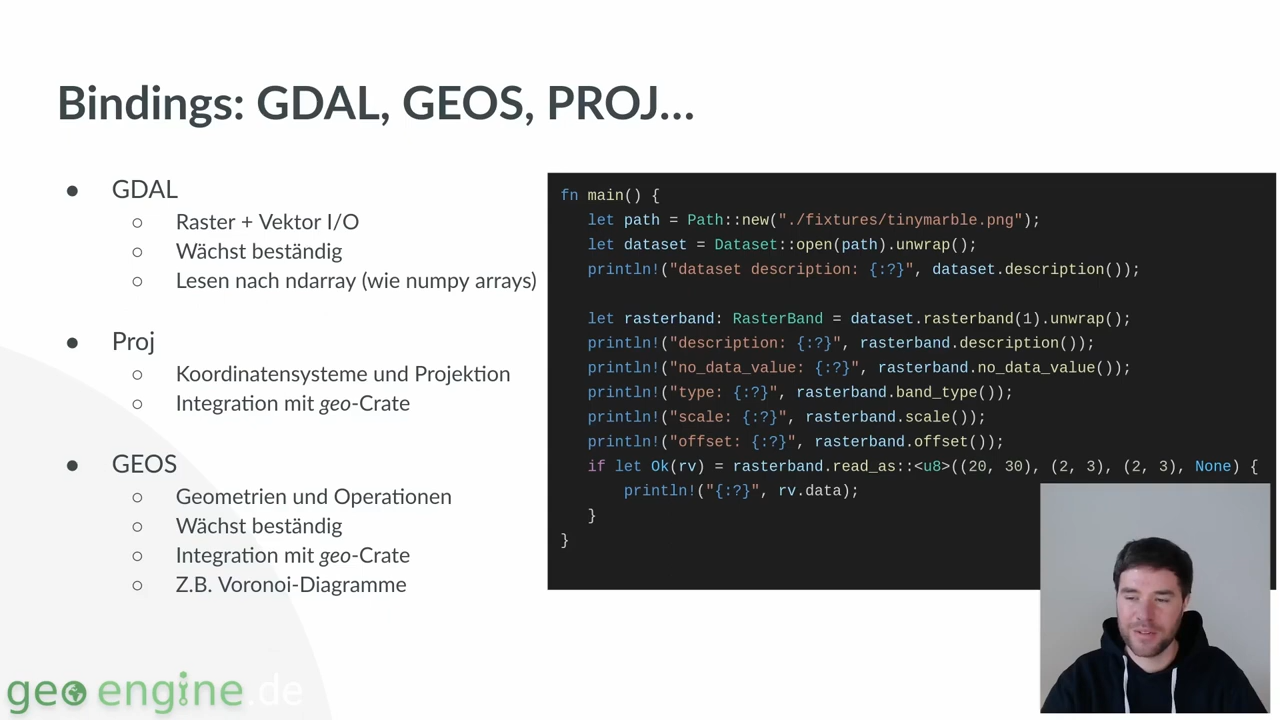 Bindings: GDAL, GEOS, PROJ...
● GDAL
○ Raster + Vektor I/O
○ Wächst beständig
○ Lesen nach ndarray (wie numpy arrays)
● Proj
○ Koordinatensysteme und Projektion
○ Integration mit geo-Crate
● GEOS
○ Geometrien und Operationen
○ Wächst beständig
○ Integration mit geo-Crate
○ Z.B. Voronoi-Diagramme
fn main() {
let path = Path::new("./fixtures/tinymarble.png");
let dataset = Dataset::open(path).unwrap();
println!("dataset description: {:?}", dataset.description());
let rasterband: RasterBand = dataset.rasterband(1).unwrap();
println!("description: {:?}", rasterband.description());
println!("no_data_value: {:?}", rasterband.no_data_value());
println!("type: {:?}", rasterband.band_type());
println!("scale: {:?}", rasterband.scale());
println!("offset: {:?}", rasterband.offset());
if let Ok(rv) = rasterband.read_as::<u8>((20, 30), (2, 3), (2, 3), None) {
println!("{:?}", rv.data);
}
}
geo engine.de